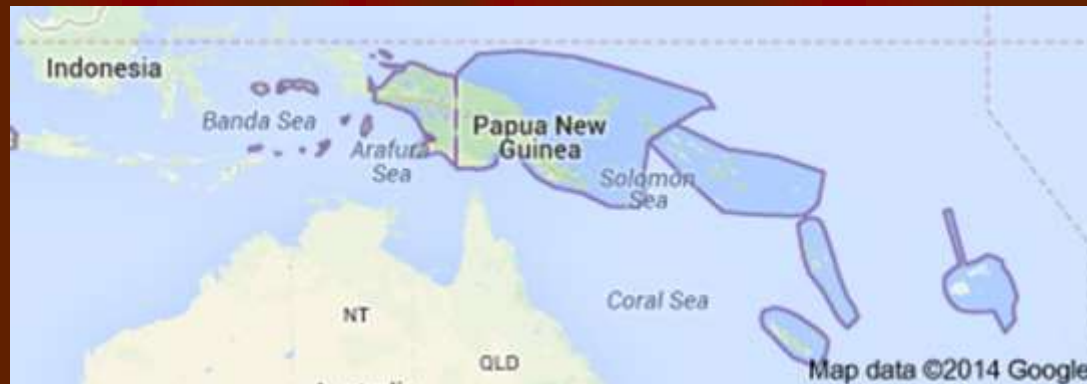 Indonesia
Banda Sea
Arafura
Sea
Papua New
Guinea
Solomon
Sea
Coral Sea
NT
QLD
Map data ©2014 Google